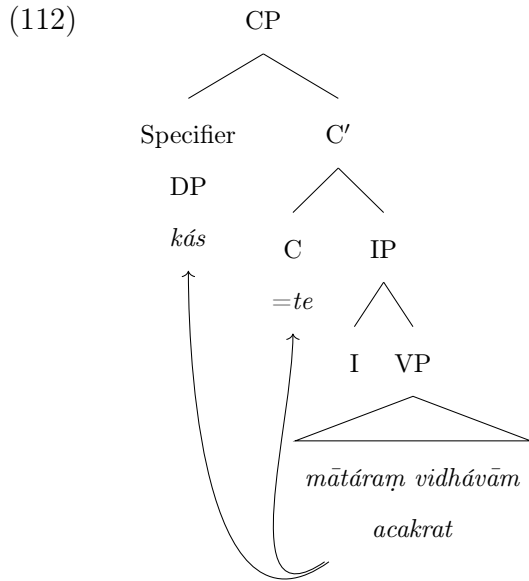 (112) CP
Specifier C′
DP
kás C IP
=te
I VP
mātáraṃ vidhávām
acakrat